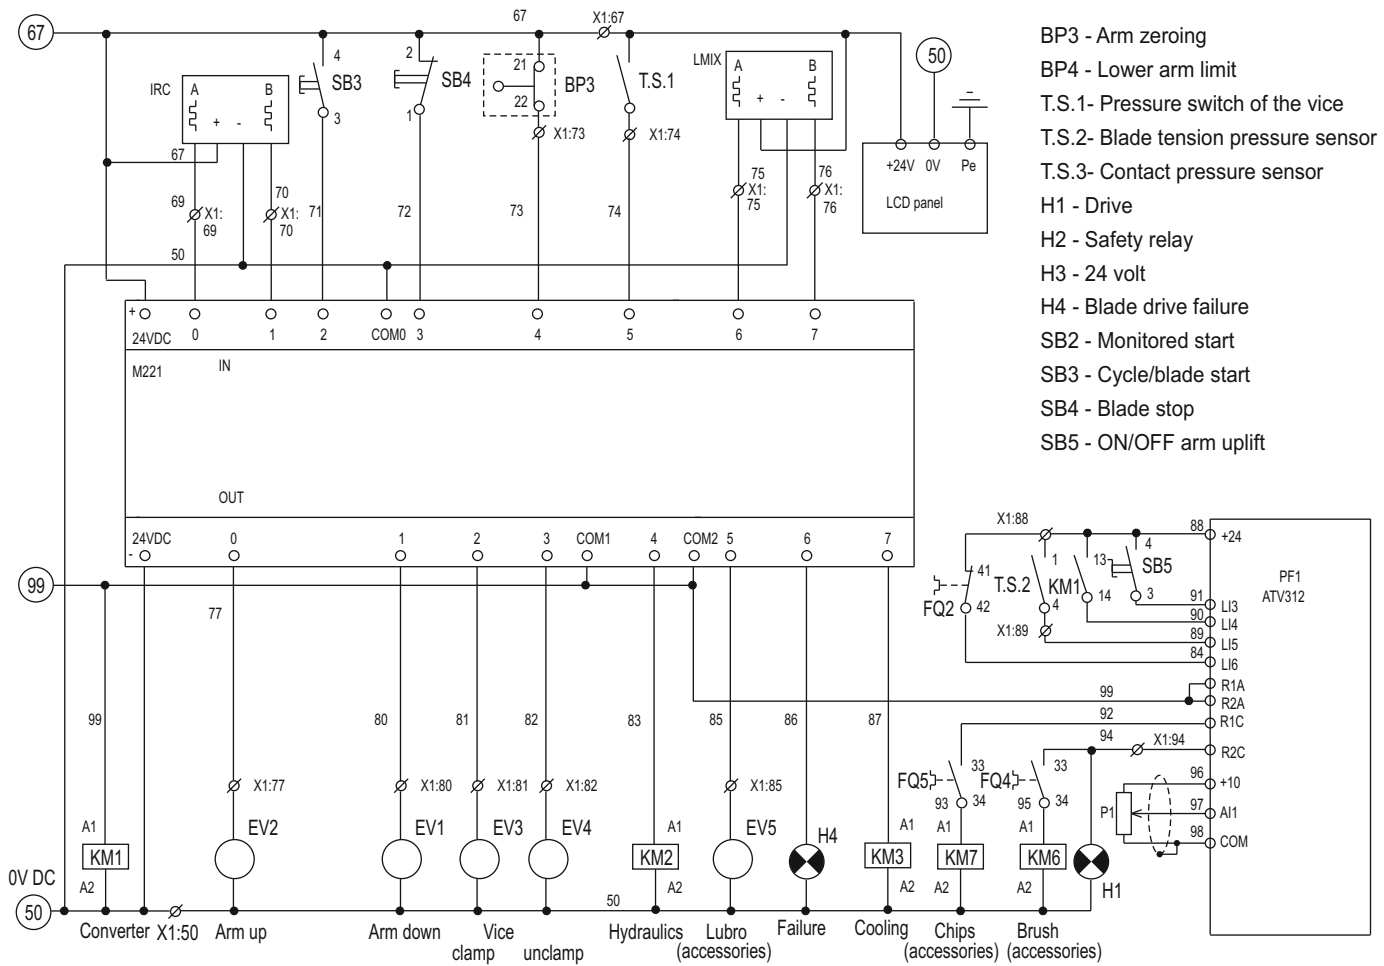 67
67
X1:67
50
BP3 - Arm zeroing
BP4 - Lower arm limit
T.S.1- Pressure switch of the vice
T.S.2- Blade tension pressure sensor
T.S.3- Contact pressure sensor
H1 - Drive
H2 - Safety relay
H3 - 24 volt
H4 - Blade drive failure
SB2 - Monitored start
SB3 - Cycle/blade start
SB4 - Blade stop
SB5 - ON/OFF arm uplift
IRC
A
B
+ -
67
4
SB3
3
2
SB4
1
21
22
BP3
X1:73
T.S.1
X1:74
LMIX
A
B
+ -
+24V
0V
Pe
LCD panel
69
X1:
69
70
X1:
70
71
72
73
74
75
X1:
75
76
X1:
76
50
+
24VDC
0
1
2
COM0
3
4
5
6
7
M221
IN
OUT
24VDC
-
0
1
2
3
COM1
4
COM2
5
6
7
99
77
99
80
81
82
83
85
86
87
X1:77
X1:80
X1:81
X1:82
X1:85
A1
KM1
A2
EV2
EV1
EV3
EV4
A1
KM2
A2
EV5
H4
A1
KM3
A2
X1:88
88
+24
41
FQ2
42
1
T.S.2
4
X1:89
13
KM1
14
4
SB5
3
91
LI3
90
LI4
89
LI5
84
LI6
PF1
ATV312
R1A
99
R2A
92
R1C
94
X1:94
R2C
96
+10
P1
97
AI1
98
COM
33
FQ5
93
34
A1
KM7
A2
33
FQ4
95
34
A1
KM6
A2
H1
0V DC
50
50
Converter
X1:50
Arm up
Arm down
Vice
clamp
unclamp
Hydraulics
Lubro
(accessories)
Failure
Cooling
Chips
(accessories)
Brush
(accessories)